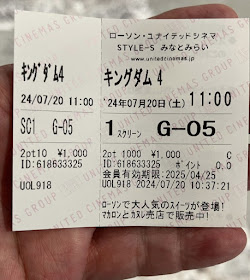 キングダム4
24/07/20 11:00
SC1 G-05
2pt10 ¥1,000
ID:618633325
UOL918
ローソン・ユナイテッドシネマ
STYLE-S みなとみらい
www.unitedcinemas.jp
キングダム 4
'24年07月20日(土) 11:00
1 スクリーン G-05
2pt 1000 ¥1,000 C
ID:618633325 ポイント 0.0
会員有効期限:2025/04/25
UOL918 2024/07/20 10:37:21
ローソンで大人気のスイーツが登場!
マカロンとカヌレ売店で販売中!
UNITED CINEMAS GROUP